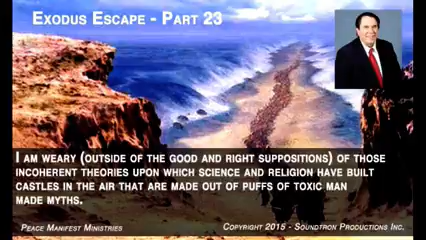 Exodus Escape - Part 23
I am weary (outside of the good and right suppositions) of those
incoherent theories upon which science and religion have built
castles in the air that are made out of puffs of toxic man
made myths.
Peace Manifest Ministries
Copyright 2015 - Soundtron Productions Inc.